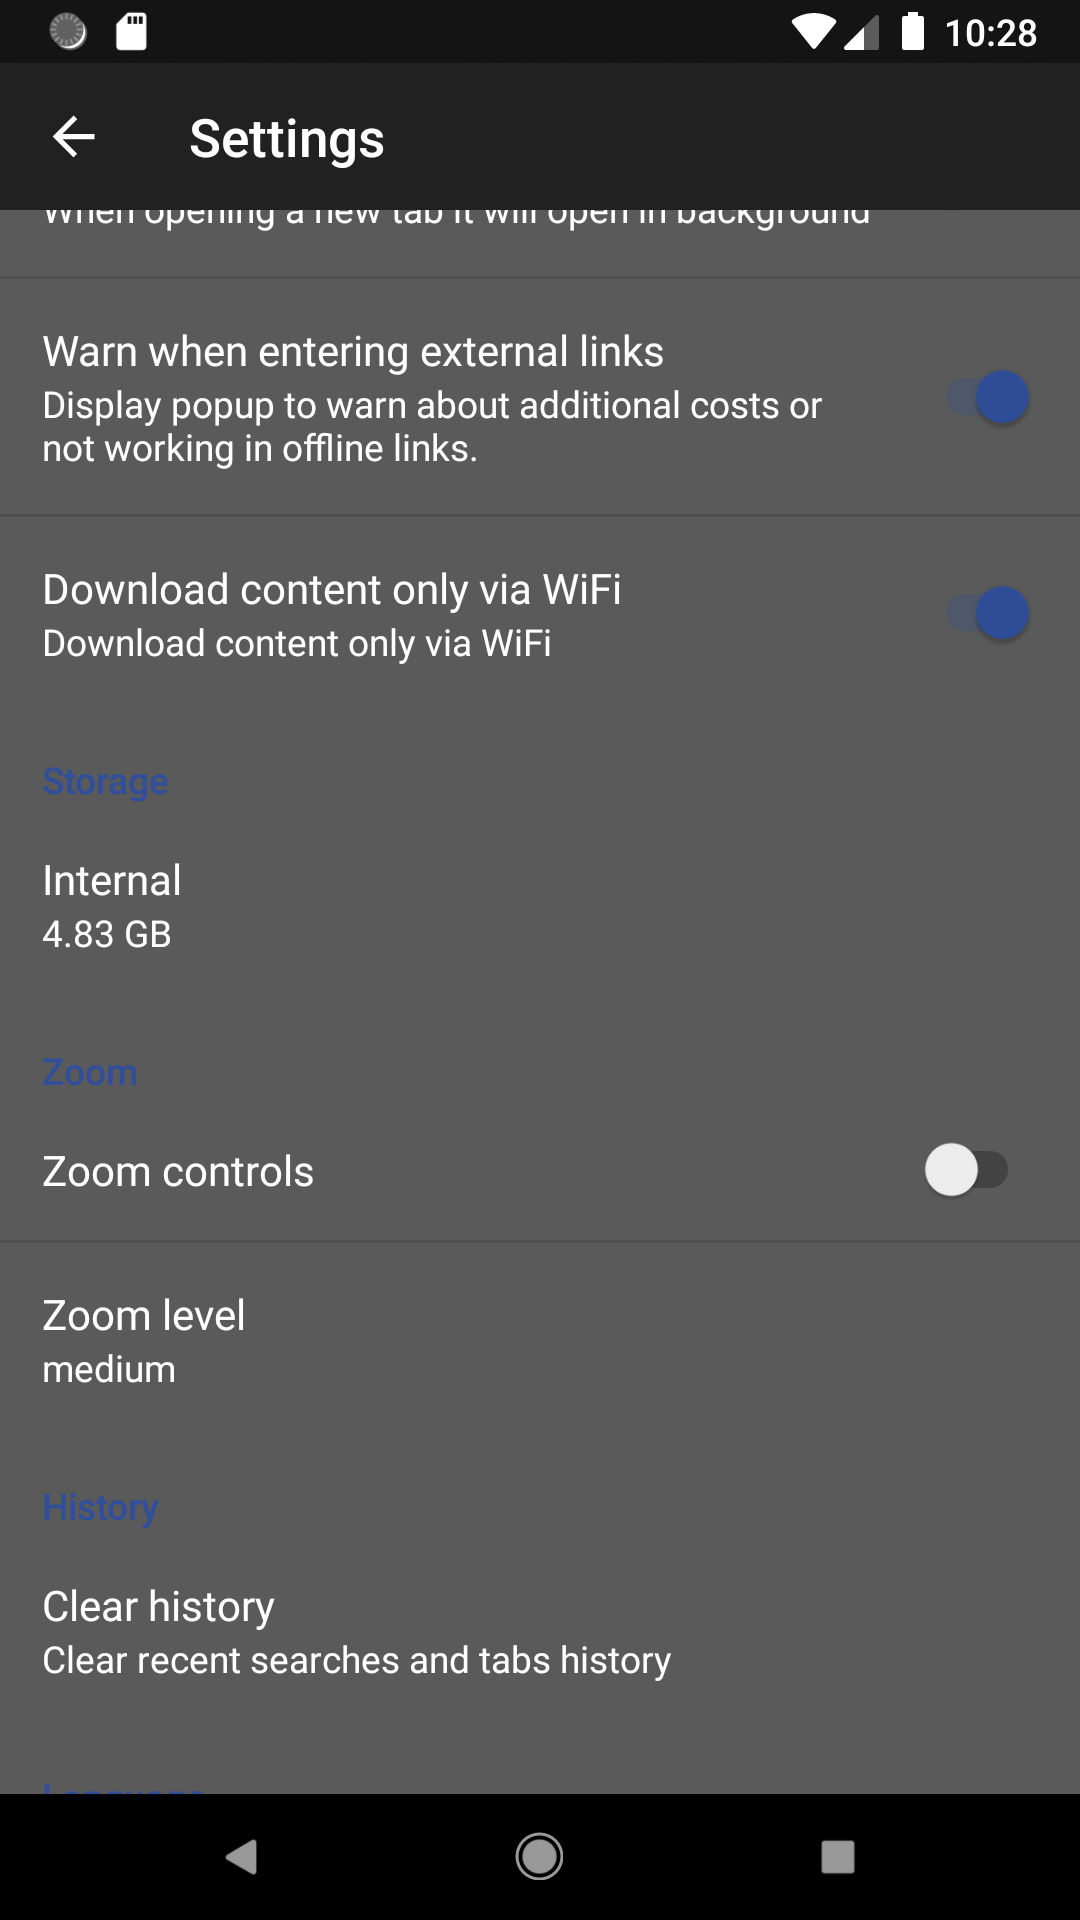 10:28
Settings
When opening a new tab it will open in background
Warn when entering external links
Display popup to warn about additional costs or
not working in offline links.
Download content only via WiFi
Download content only via WiFi
Storage
Internal
4.83 GB
Zoom
Zoom controls
Zoom level
medium
History
Clear history
Clear recent searches and tabs history
Language